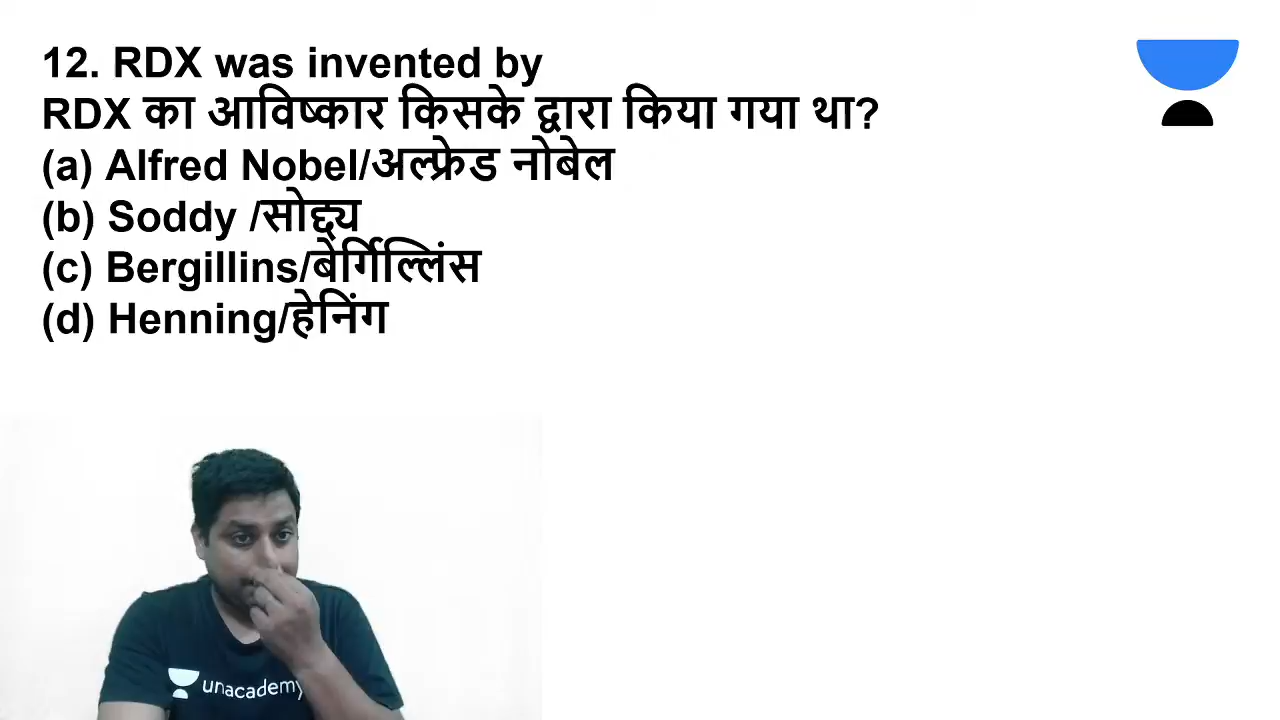 12. RDX was invented by
RDX का आविष्कार किसके द्वारा किया गया था?
(a) Alfred Nobel/अल्फ्रेड नोबेल
(b) Soddy /सोद्द्य
(c) Bergillins/बेर्गिल्लिंस
(d) Henning/हेनिंग
unacademy